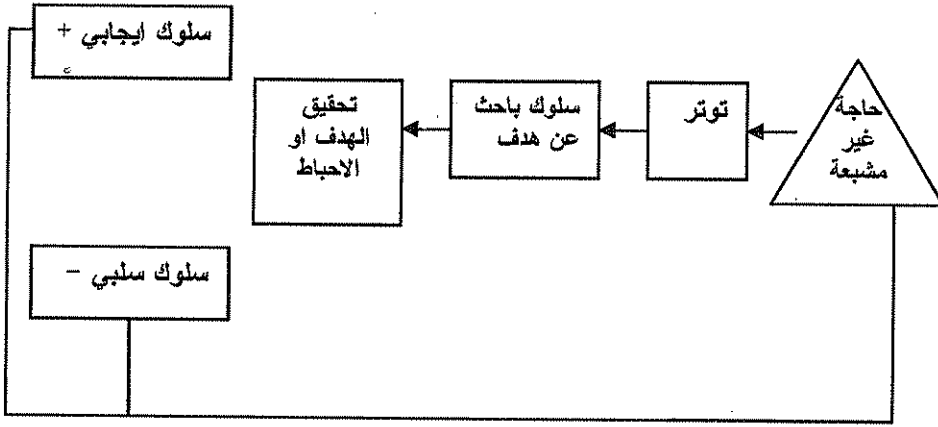 سلوك ايجابي +
حاجة
غير
مشبعة
توتر
سلوك باحث
عن هدف
تحقيق
الهدف او
الاحباط
سلوك سلبي -